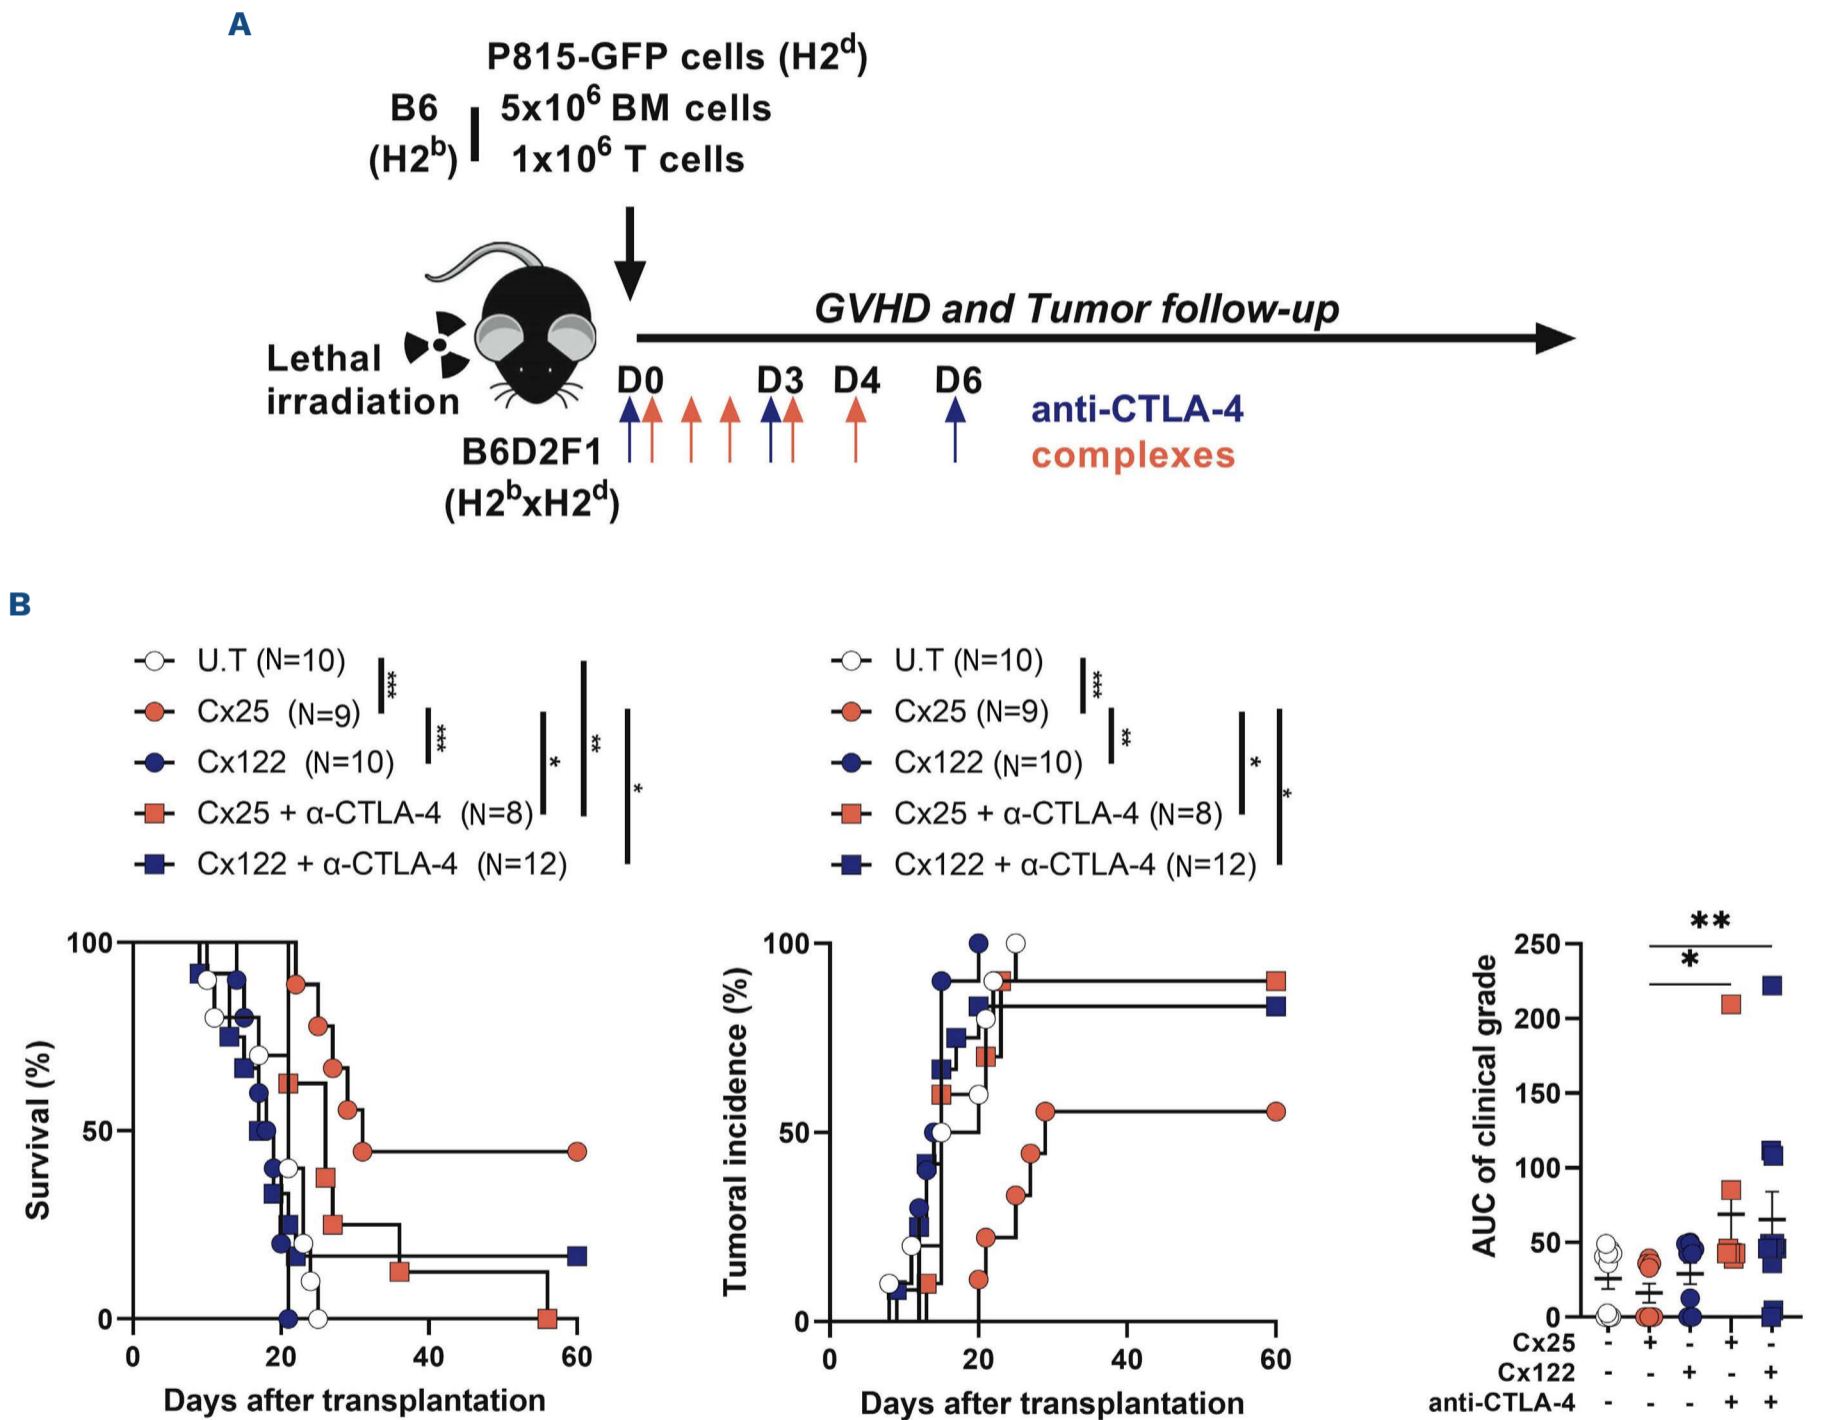 A
P815-GFP cells (H2ᵈ)
B6 5x10⁶ BM cells
(H2ᵇ) 1x10⁶ T cells
GVHD and Tumor follow-up
Lethal
irradiation
D0 D3 D4 D6
anti-CTLA-4
complexes
B6D2F1
(H2ᵇxH2ᵈ)
B
U.T (N=10)
Cx25 (N=9)
Cx122 (N=10)
Cx25 + α-CTLA-4 (N=8)
Cx122 + α-CTLA-4 (N=12)
***
***
*
**
*
Survival (%)
100
50
0
0 20 40 60
Days after transplantation
U.T (N=10)
Cx25 (N=9)
Cx122 (N=10)
Cx25 + α-CTLA-4 (N=8)
Cx122 + α-CTLA-4 (N=12)
***
**
*
*
Tumoral incidence (%)
100
50
0
0 20 40 60
Days after transplantation
**
*
AUC of clinical grade
250
200
150
100
50
0
Cx25 - + - + -
Cx122 - - + - +
anti-CTLA-4 - - - + +